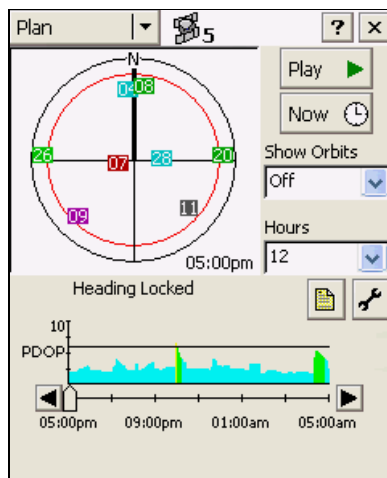 Plan
5
?
×
N
04
08
26
07
28
20
09
11
05:00pm
Play
Now
Show Orbits
Off
Hours
12
Heading Locked
10
PDOP
05:00pm 09:00pm 01:00am 05:00am